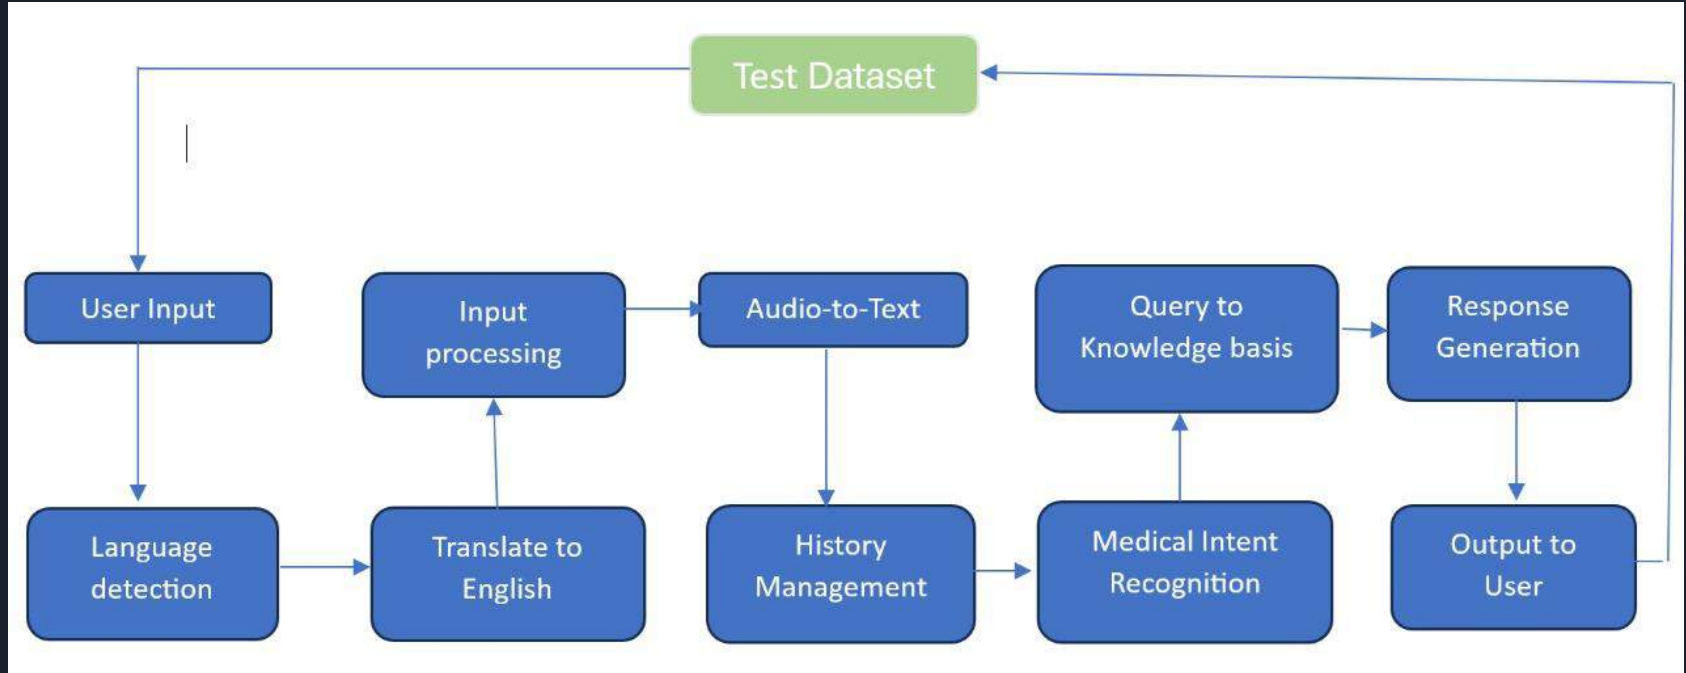 Test Dataset
User Input
Language
detection
Translate to
English
Input
processing
Audio-to-Text
History
Management
Medical Intent
Recognition
Query to
Knowledge basis
Response
Generation
Output to
User